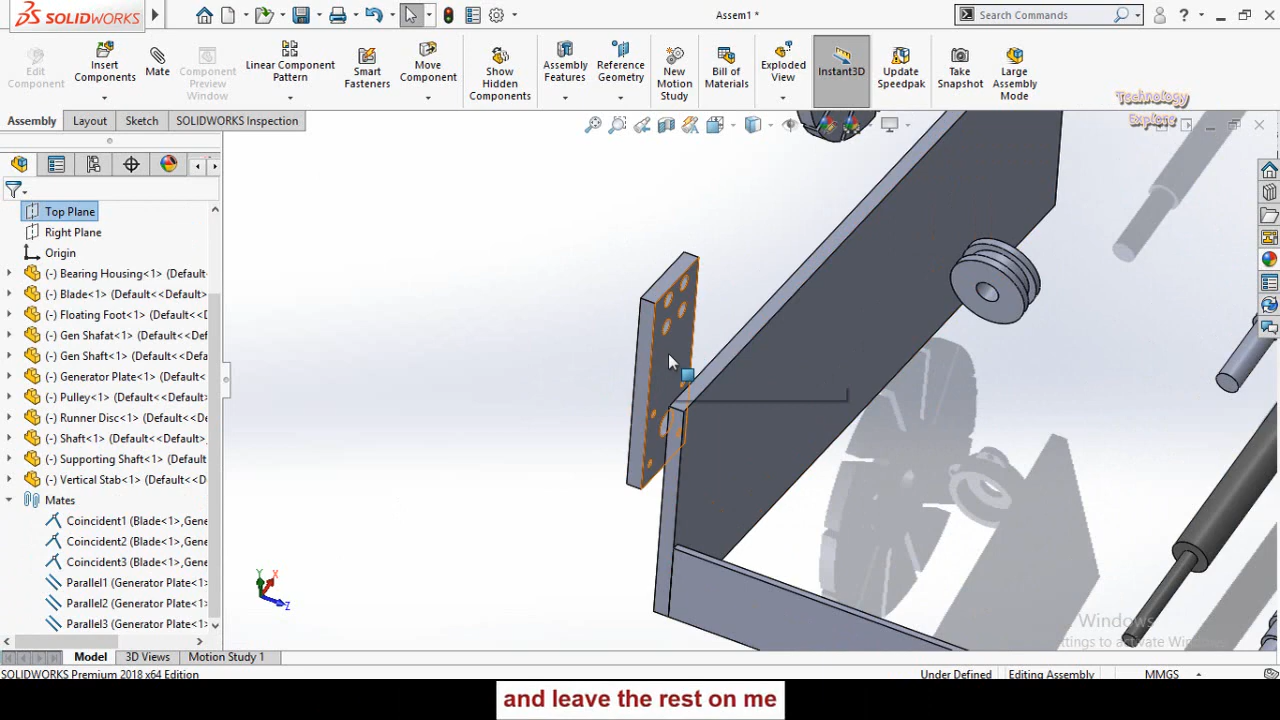 SOLIDWORKS
Assem1 *
Search Commands
Edit Component
Insert Components
Mate
Component Preview Window
Linear Component Pattern
Smart Fasteners
Move Component
Show Hidden Components
Assembly Features
Reference Geometry
New Motion Study
Bill of Materials
Exploded View
Instant3D
Update Speedpak
Take Snapshot
Large Assembly Mode
Technology
Explore
Assembly
Layout
Sketch
SOLIDWORKS Inspection
Top Plane
Right Plane
Origin
(-) Bearing Housing<1> (Default
(-) Blade<1> (Default<<Default
(-) Floating Foot<1> (Default<<D
(-) Gen Shafat<1> (Default<<De
(-) Gen Shaft<1> (Default<<Def
(-) Generator Plate<1> (Default
(-) Pulley<1> (Default<<Default
(-) Runner Disc<1> (Default<<D
(-) Shaft<1> (Default<<Default>
(-) Supporting Shaft<1> (Default
(-) Vertical Stab<1> (Default<<D
Mates
Coincident1 (Blade<1>,Gene
Coincident2 (Blade<1>,Gene
Coincident3 (Blade<1>,Gene
Parallel1 (Generator Plate<1>
Parallel2 (Generator Plate<1>
Parallel3 (Generator Plate<1>
Y
X
Z
Windows
ttings to activate Windows
Model
3D Views
Motion Study 1
SOLIDWORKS Premium 2018 x64 Edition
Under Defined
Editing Assembly
MMGS
and leave the rest on me